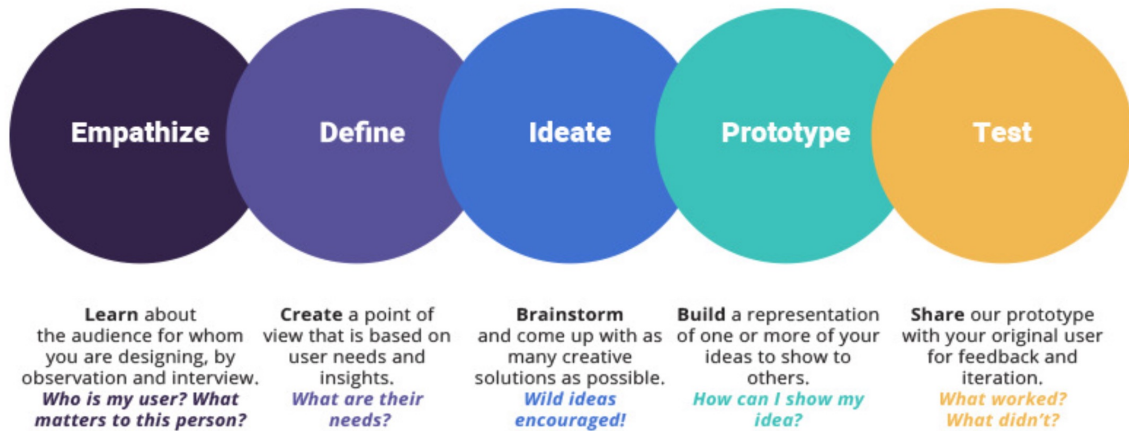 Empathize
Define
Ideate
Prototype
Test
Learn about
the audience for whom
you are designing, by
observation and interview.
Who is my user? What
matters to this person?
Create a point of
view that is based on
user needs and
insights.
What are their
needs?
Brainstorm
and come up with as
many creative
solutions as possible.
Wild ideas
encouraged!
Build a representation
of one or more of your
ideas to show to
others.
How can I show my
idea?
Share our prototype
with your original user
for feedback and
iteration.
What worked?
What didn't?